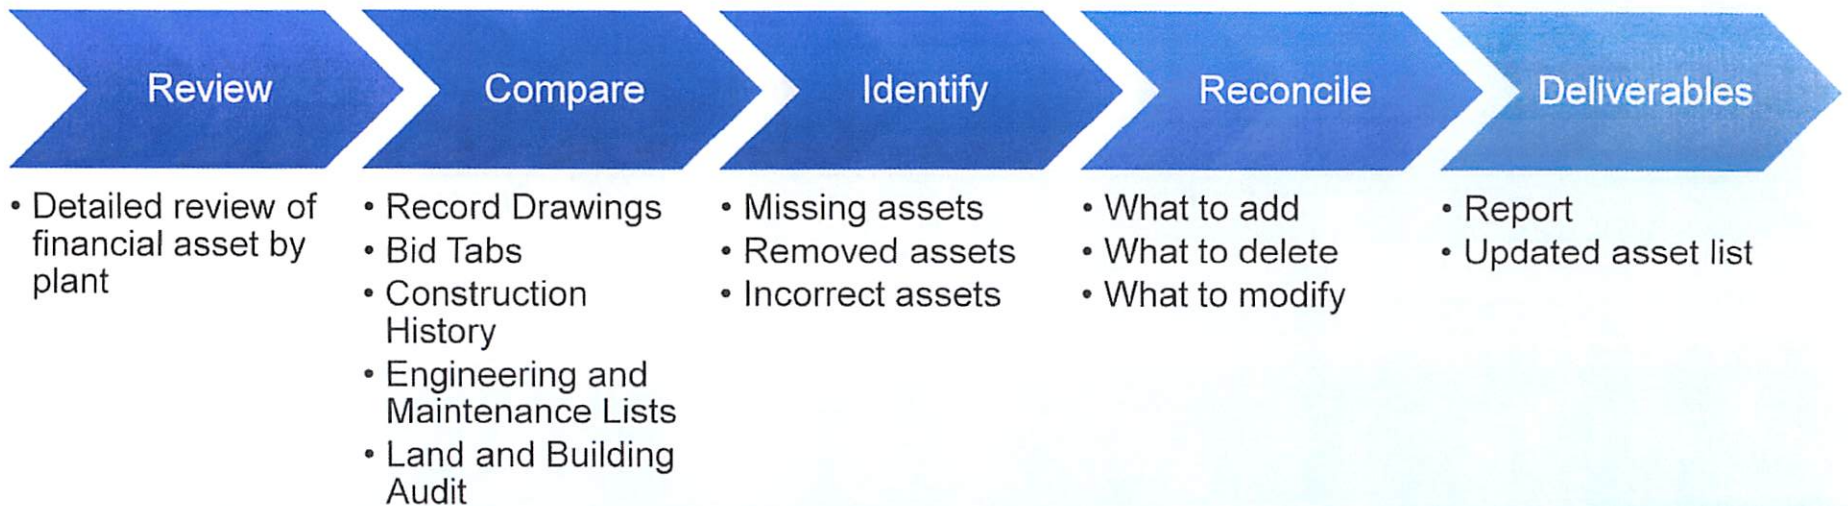 Review
Compare
Identify
Reconcile
Deliverables
• Detailed review of
financial asset by
plant
• Record Drawings
• Bid Tabs
• Construction
History
• Engineering and
Maintenance Lists
• Land and Building
Audit
• Missing assets
• Removed assets
• Incorrect assets
• What to add
• What to delete
• What to modify
• Report
• Updated asset list